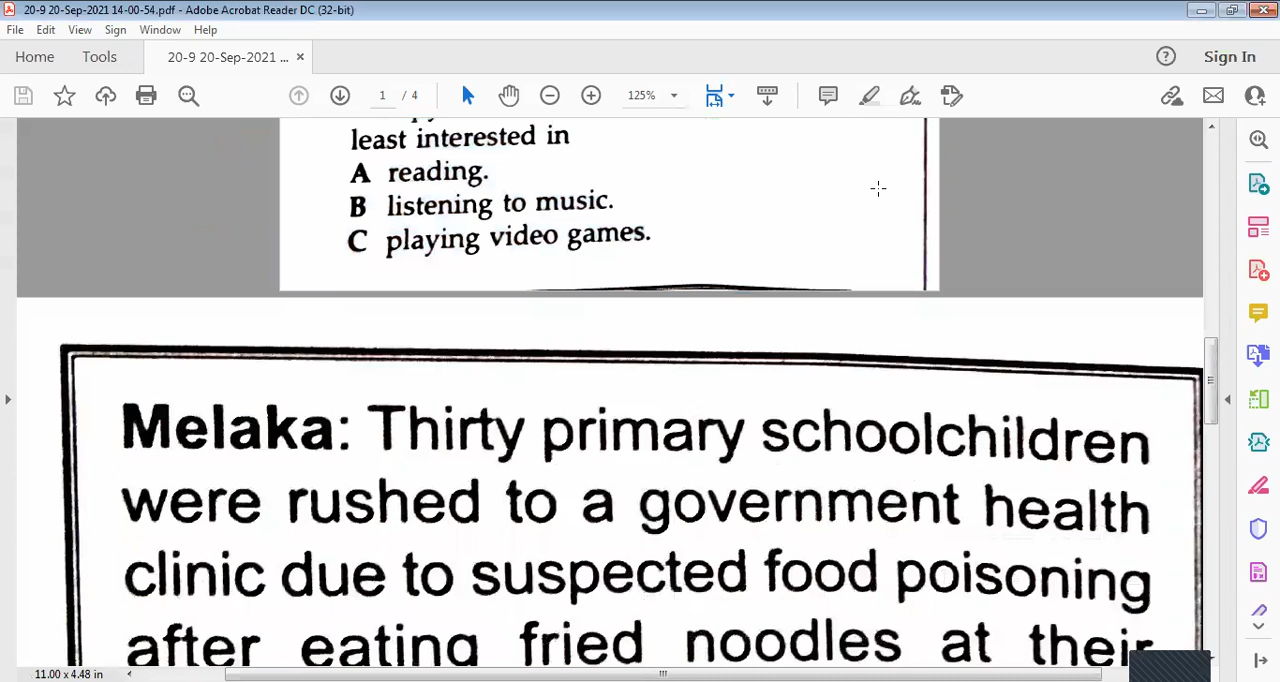 20-9 20-Sep-2021 14-00-54.pdf - Adobe Acrobat Reader DC (32-bit)
File Edit View Sign Window Help
Home Tools 20-9 20-Sep-2021 ... × Sign In
1 / 4 125%
least interested in
A reading.
B listening to music.
C playing video games.
Melaka: Thirty primary schoolchildren
were rushed to a government health
clinic due to suspected food poisoning
after eating fried noodles at their
11.00 x 4.48 in